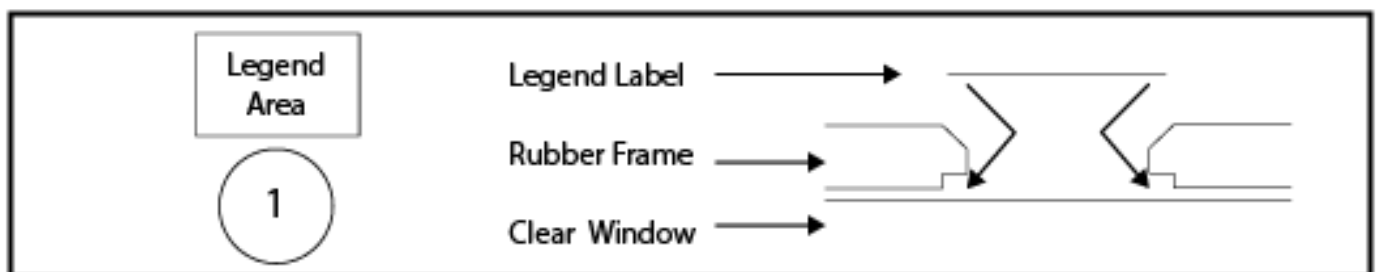 Legend
Area
1
Legend Label
Rubber Frame
Clear Window